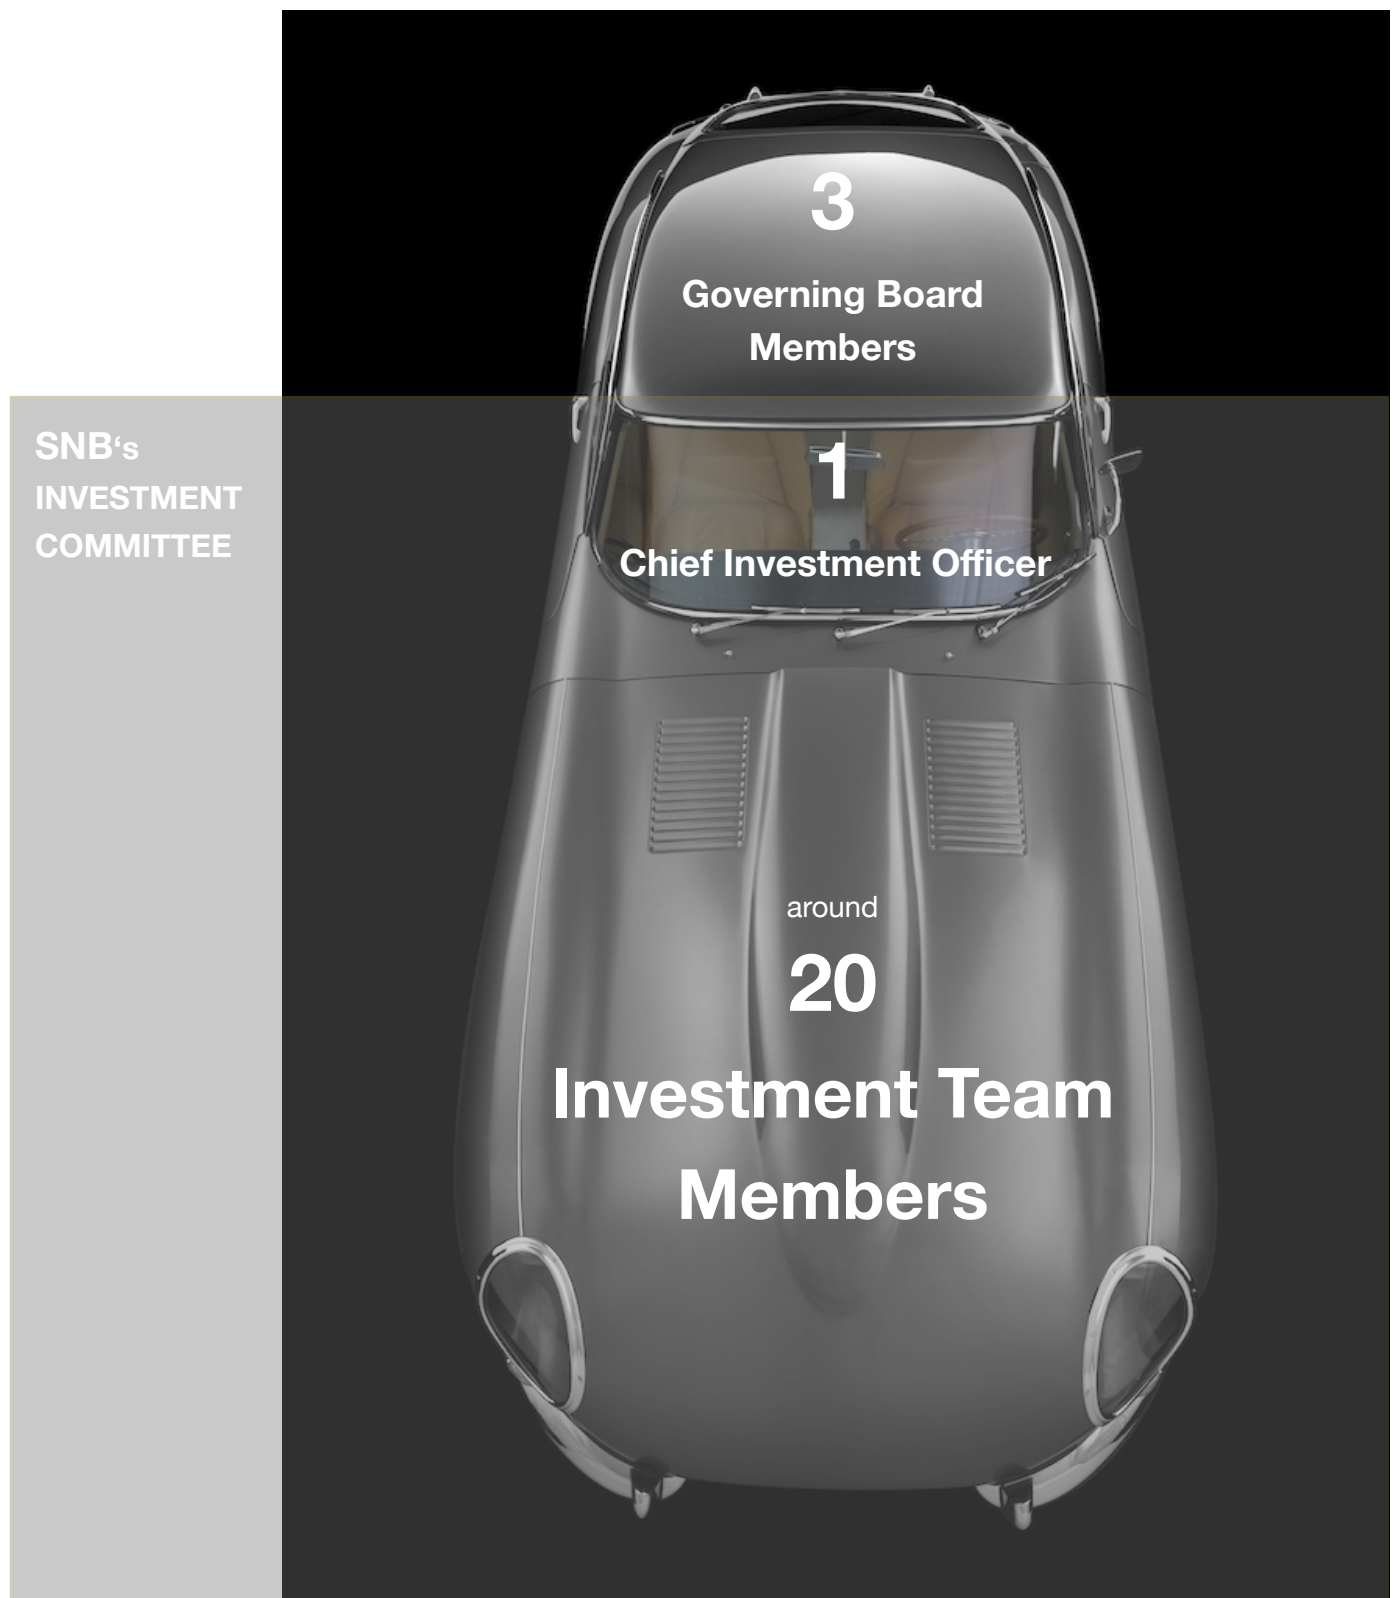 3
Governing Board
Members
SNB‘s
INVESTMENT
COMMITTEE
1
Chief Investment Officer
around
20
Investment Team
Members